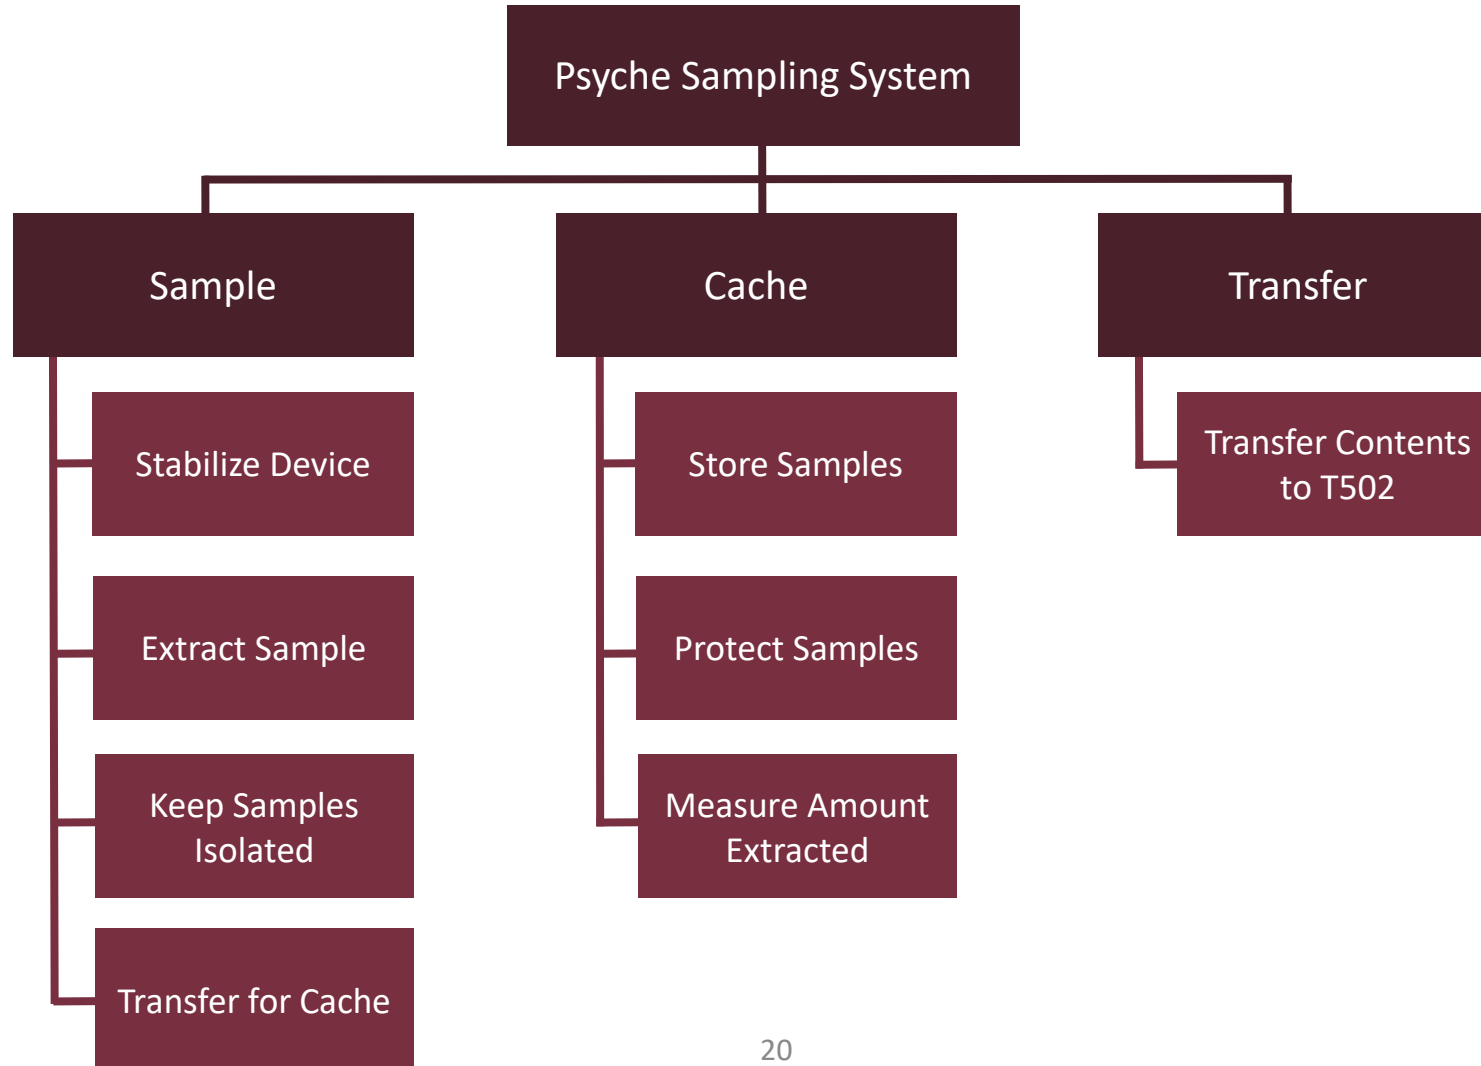 Psyche Sampling System
Sample
Cache
Transfer
Stabilize Device
Extract Sample
Keep Samples
Isolated
Transfer for Cache
Store Samples
Protect Samples
Measure Amount
Extracted
Transfer Contents
to T502
20